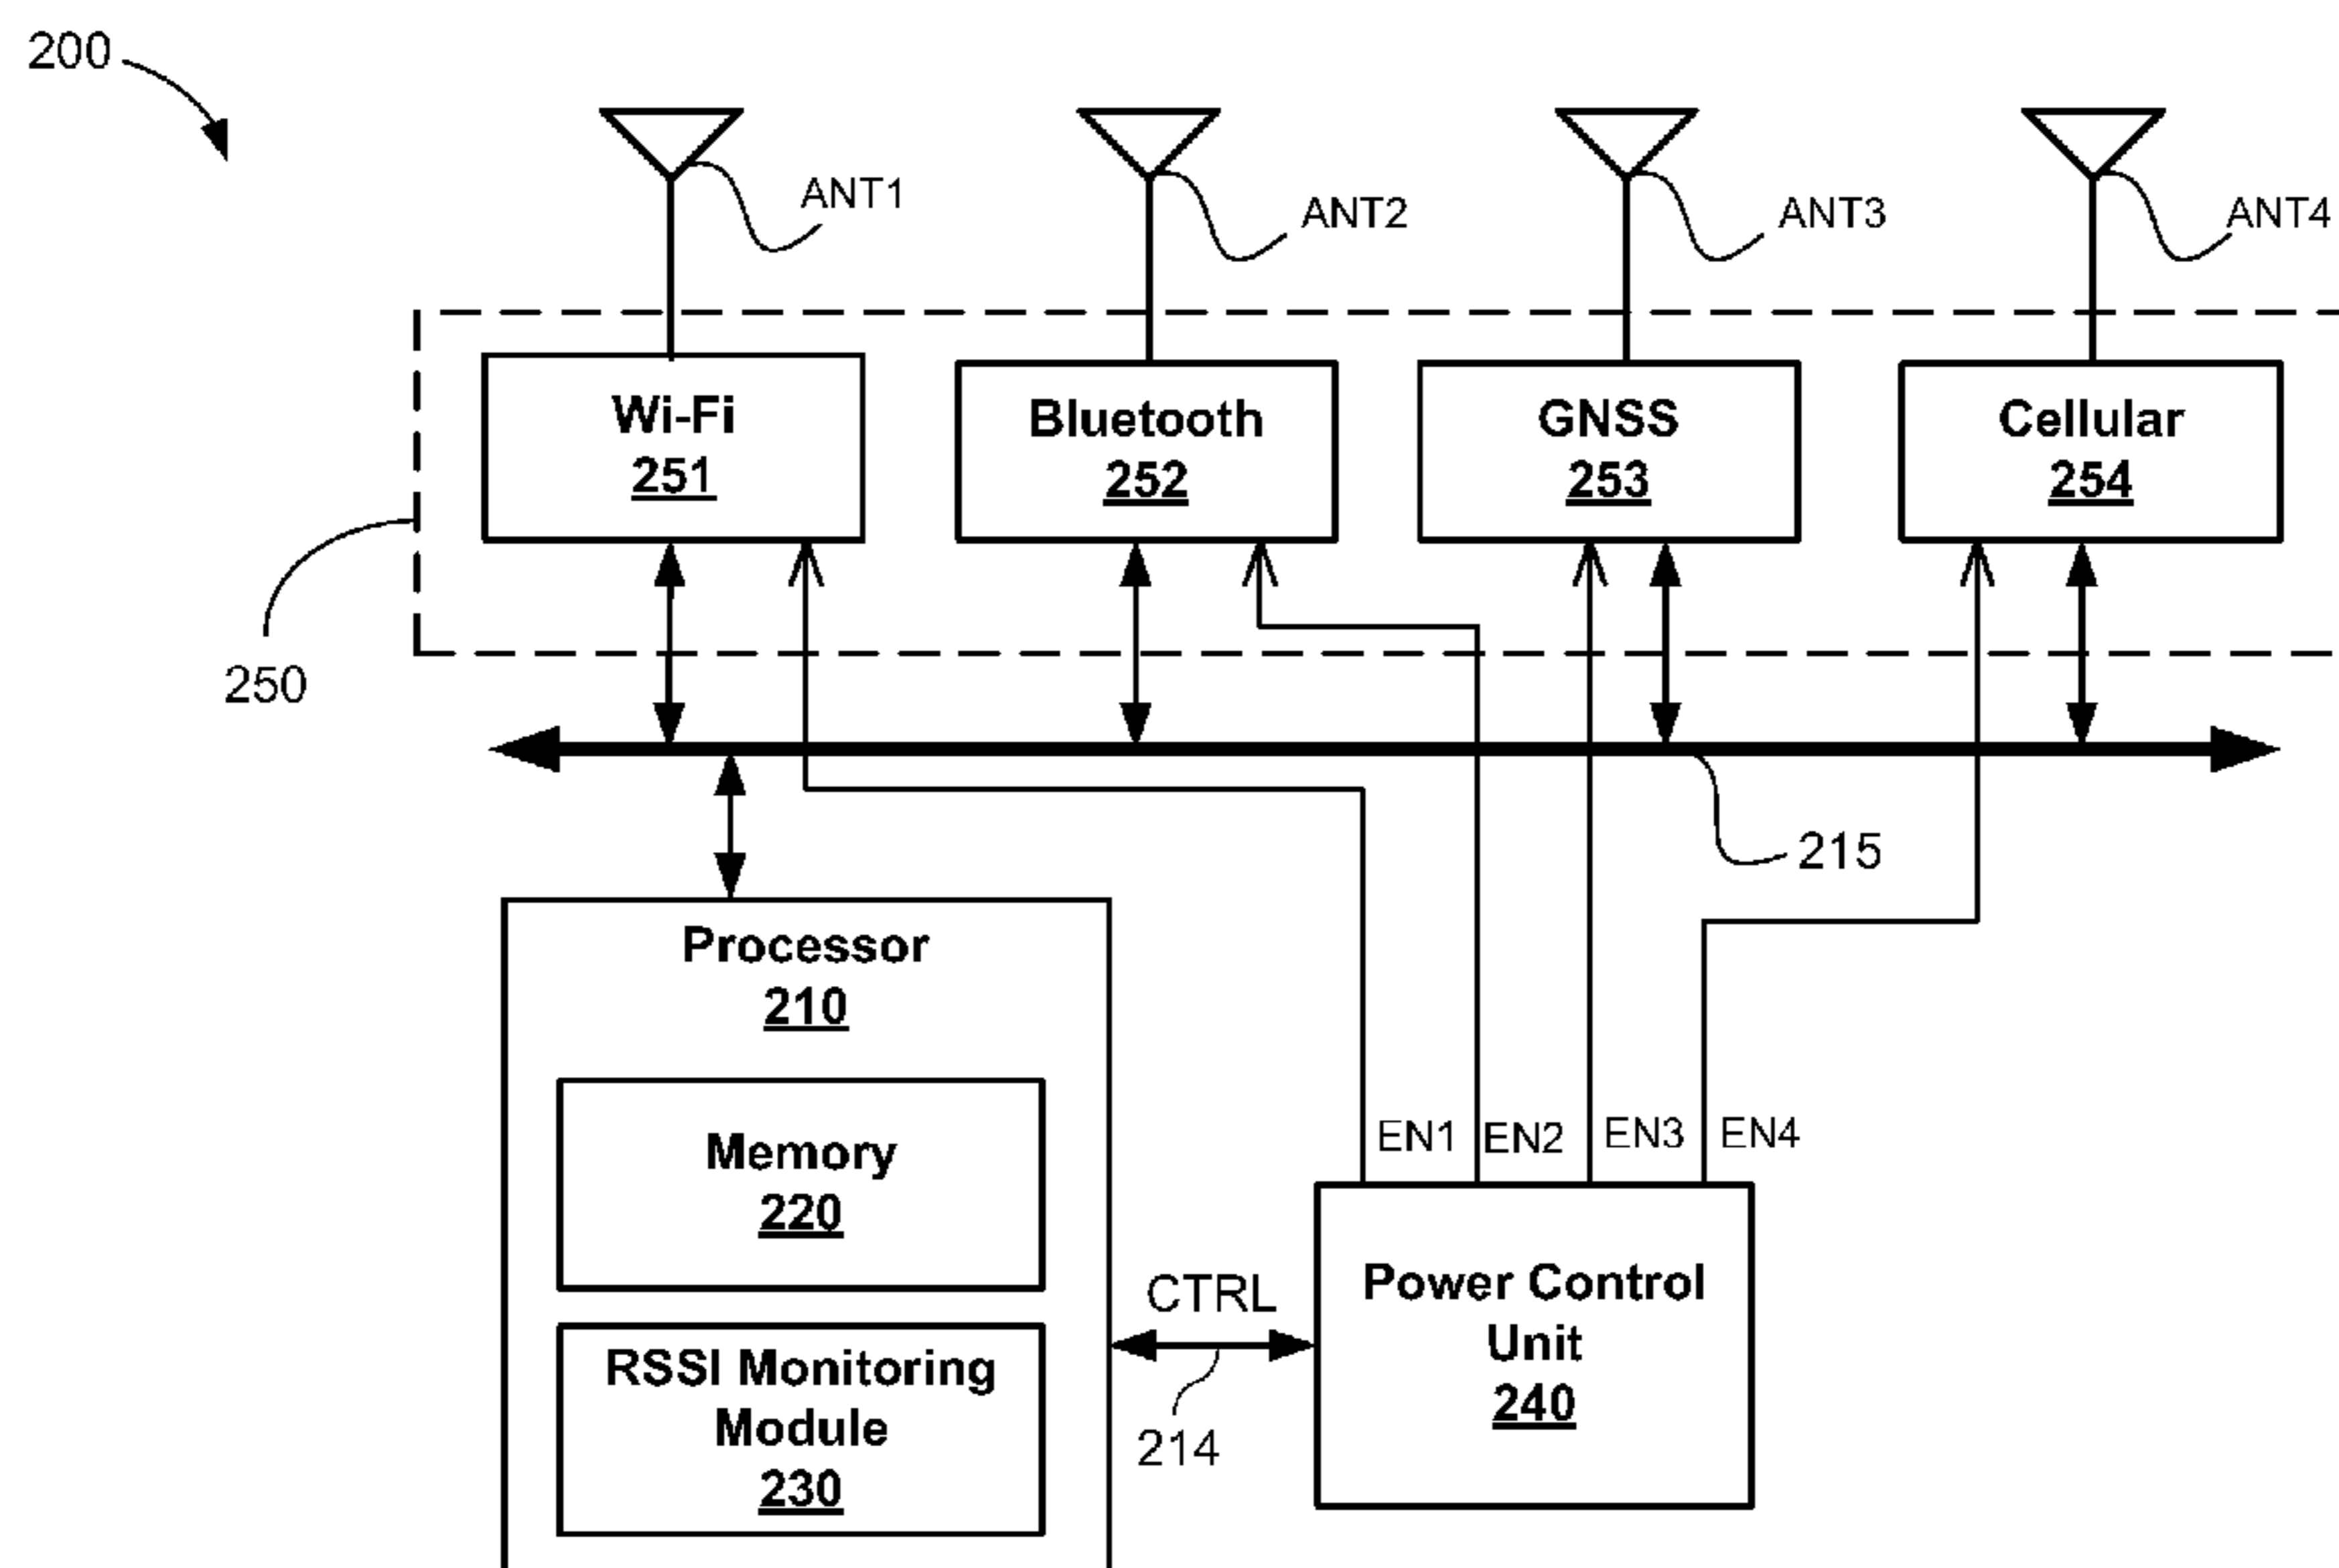 200
ANT1
ANT2
ANT3
ANT4
Wi-Fi
251
Bluetooth
252
GNSS
253
Cellular
254
250
215
Processor
210
Memory
220
RSSI Monitoring
Module
230
EN1
EN2
EN3
EN4
CTRL
214
Power Control
Unit
240